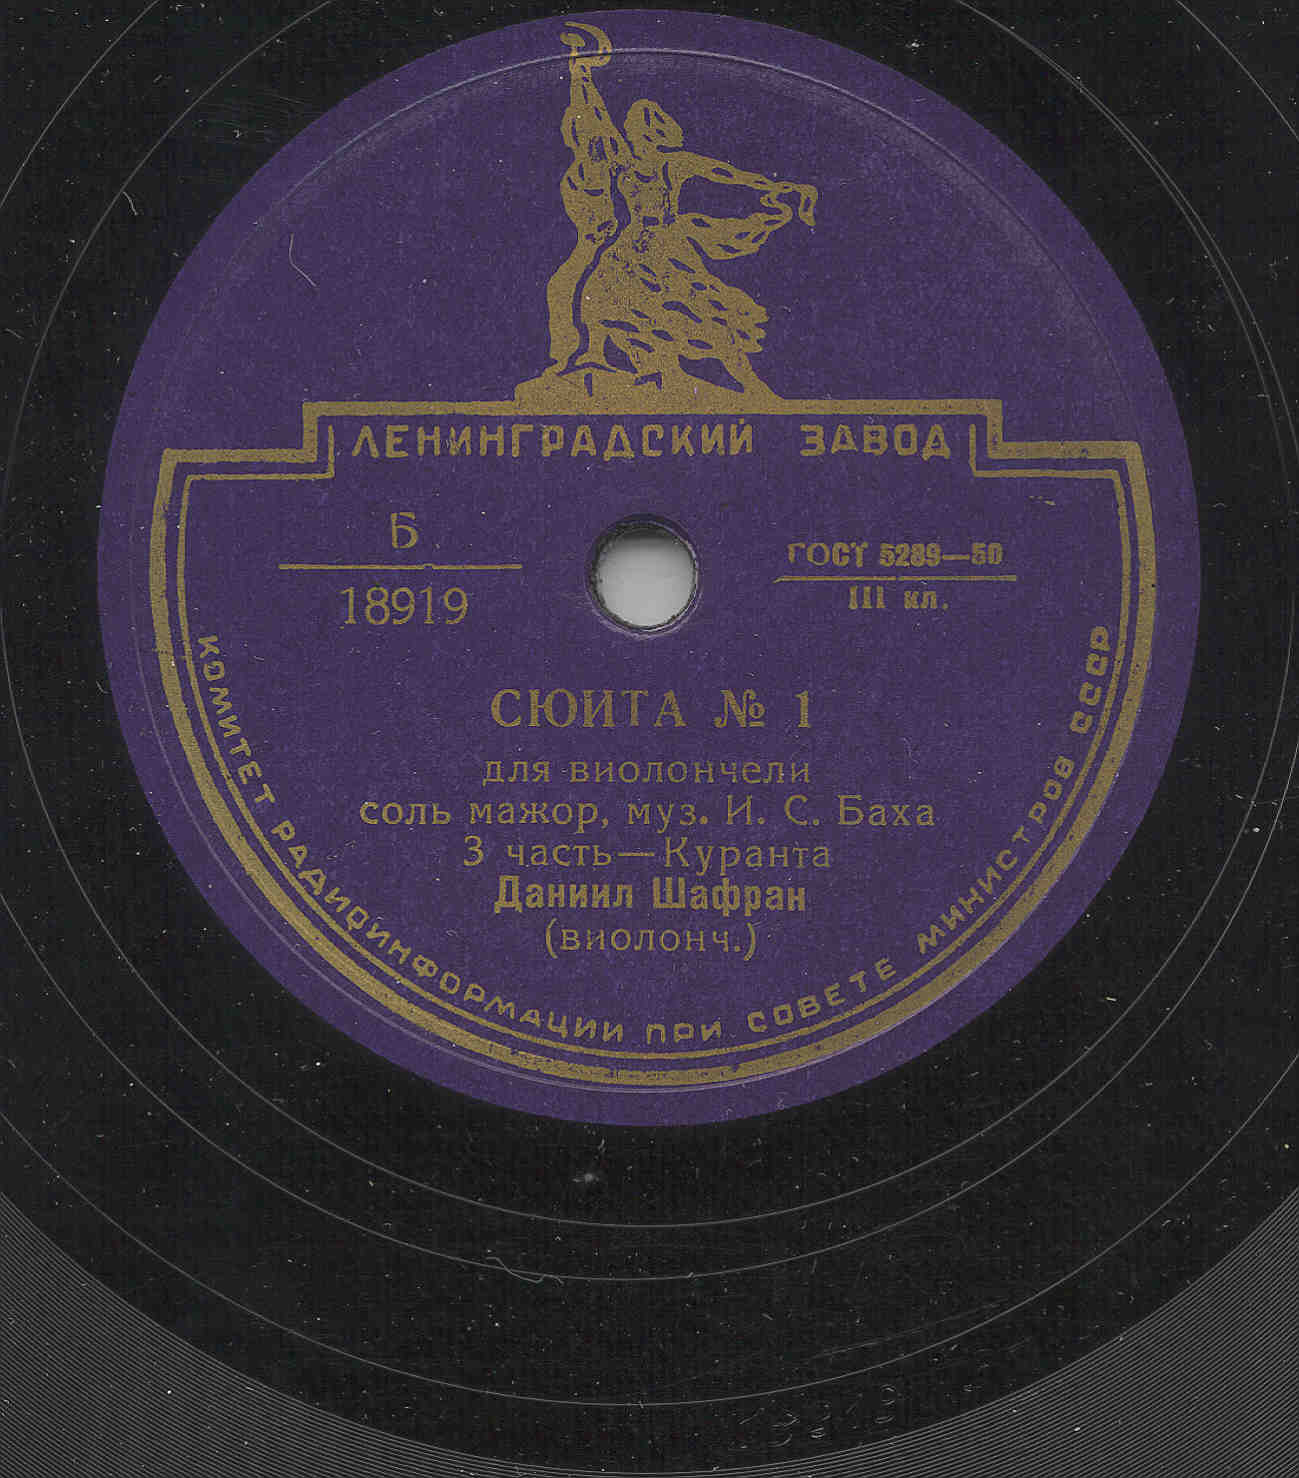 ЛЕНИНГРАДСКИЙ ЗАВОД
Б
18919
ГОСТ 5289—50
III кл.
СЮИТА № 1
для виолончели
соль мажор, муз. И. С. Баха
3 часть—Куранта
Даниил Шафран
(виолонч.)
КОМИТЕТ РАДИОИНФОРМАЦИИ ПРИ СОВЕТЕ МИНИСТРОВ СССР